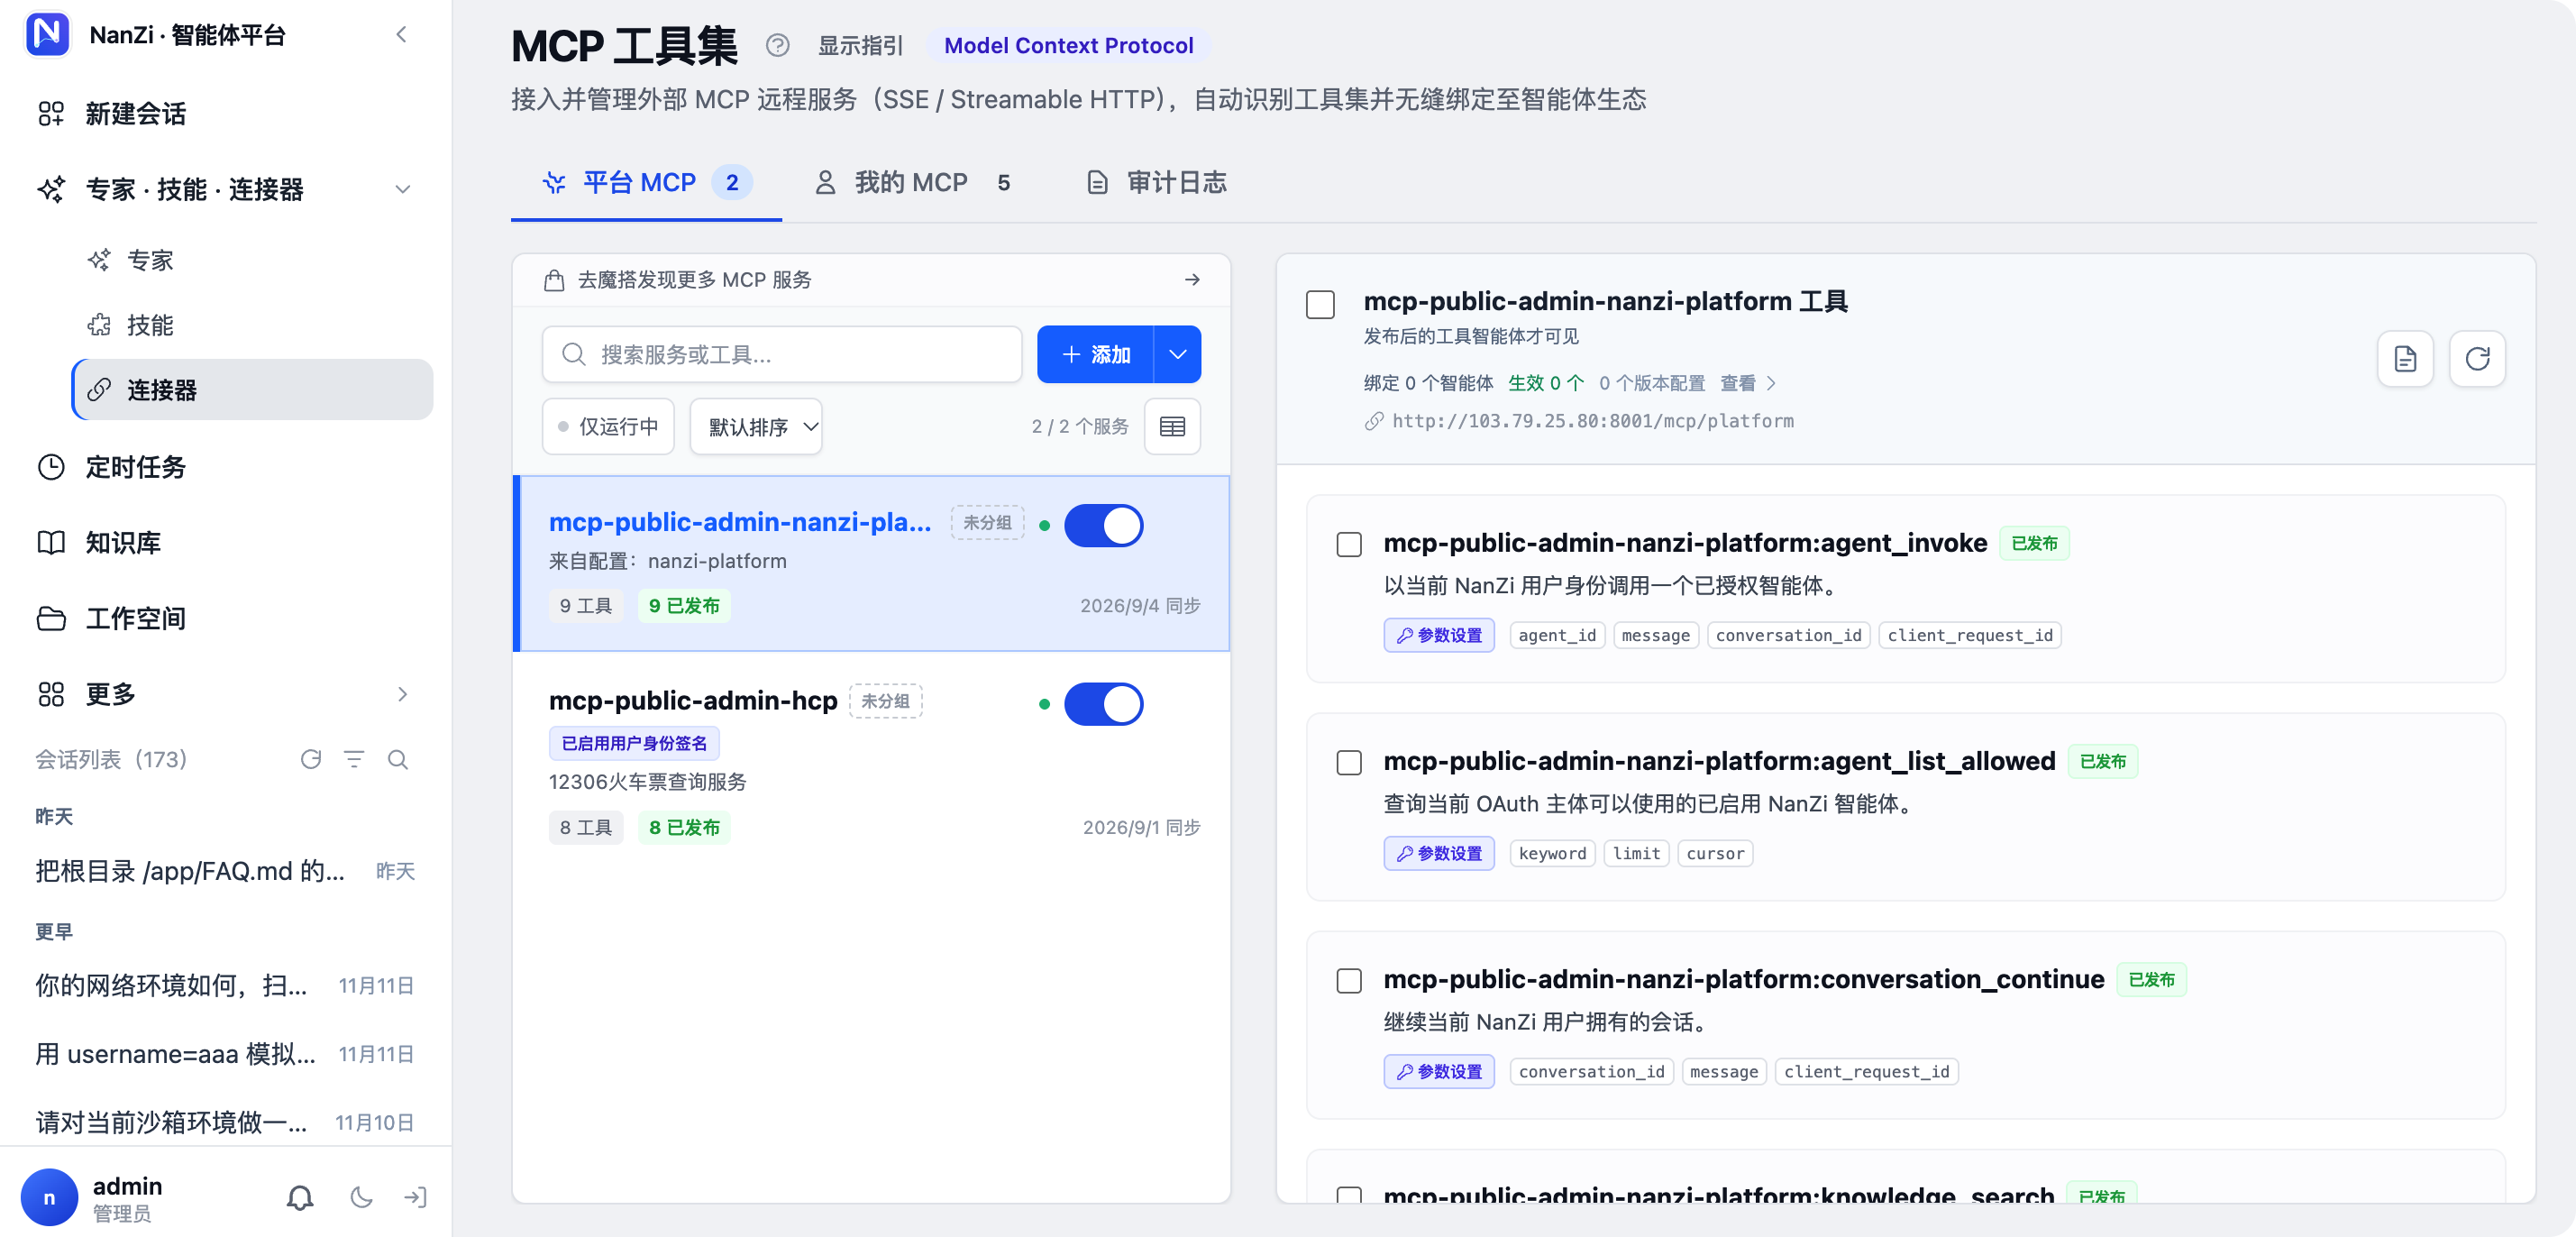 NanZi · 智能体平台
新建会话
专家 · 技能 · 连接器
专家
技能
连接器
定时任务
知识库
工作空间
更多
会话列表（173）
昨天
把根目录 /app/FAQ.md 的... 昨天
更早
你的网络环境如何，扫... 11月11日
用 username=aaa 模拟... 11月11日
请对当前沙箱环境做一... 11月10日
n
admin
管理员
MCP 工具集 显示指引 Model Context Protocol
接入并管理外部 MCP 远程服务（SSE / Streamable HTTP），自动识别工具集并无缝绑定至智能体生态
平台 MCP 2 我的 MCP 5 审计日志
去魔搭发现更多 MCP 服务
搜索服务或工具... 添加
仅运行中 默认排序 2 / 2 个服务
mcp-public-admin-nanzi-pla... 未分组
来自配置：nanzi-platform
9 工具 9 已发布 2026/9/4 同步
mcp-public-admin-hcp 未分组
已启用用户身份签名
12306火车票查询服务
8 工具 8 已发布 2026/9/1 同步
mcp-public-admin-nanzi-platform 工具
发布后的工具智能体才可见
绑定 0 个智能体 生效 0 个 0 个版本配置 查看
http://103.79.25.80:8001/mcp/platform
mcp-public-admin-nanzi-platform:agent_invoke 已发布
以当前 NanZi 用户身份调用一个已授权智能体。
参数设置 agent_id message conversation_id client_request_id
mcp-public-admin-nanzi-platform:agent_list_allowed 已发布
查询当前 OAuth 主体可以使用的已启用 NanZi 智能体。
参数设置 keyword limit cursor
mcp-public-admin-nanzi-platform:conversation_continue 已发布
继续当前 NanZi 用户拥有的会话。
参数设置 conversation_id message client_request_id
mcp-public-admin-nanzi-platform:knowledge_search 已发布